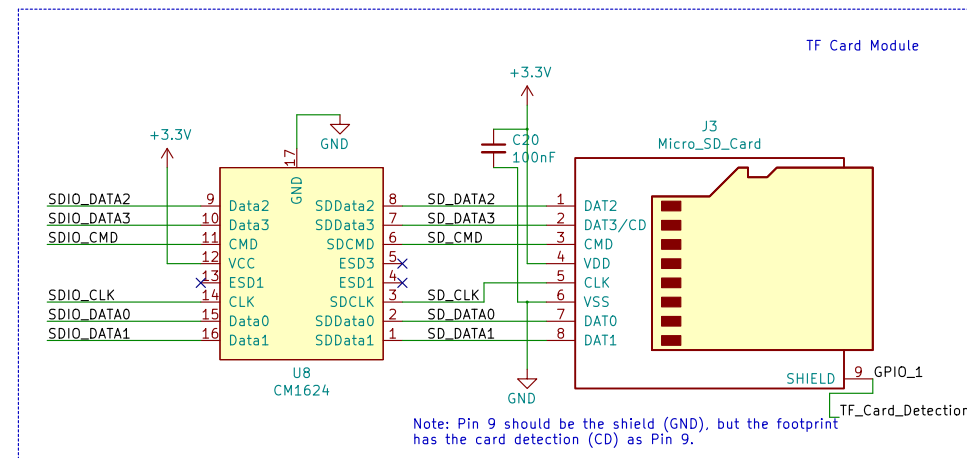 TF Card Module
+3.3V
J3
Micro_SD_Card
+3.3V
GND
C20
100nF
17
GND
SDIO_DATA2 9 Data2 SDData2 8 SD_DATA2 1 DAT2
SDIO_DATA3 10 Data3 SDData3 7 SD_DATA3 2 DAT3/CD
SDIO_CMD 11 CMD SDCMD 6 SD_CMD 3 CMD
12 VCC ESD3 5 4 VDD
13 ESD1 ESD1 4 5 CLK
SDIO_CLK 14 CLK SDCLK 3 SD_CLK 6 VSS
SDIO_DATA0 15 Data0 SDData0 2 SD_DATA0 7 DAT0
SDIO_DATA1 16 Data1 SDData1 1 SD_DATA1 8 DAT1
U8
CM1624
GND
SHIELD 9 GPIO_1
TF_Card_Detection
Note: Pin 9 should be the shield (GND), but the footprint
has the card detection (CD) as Pin 9.